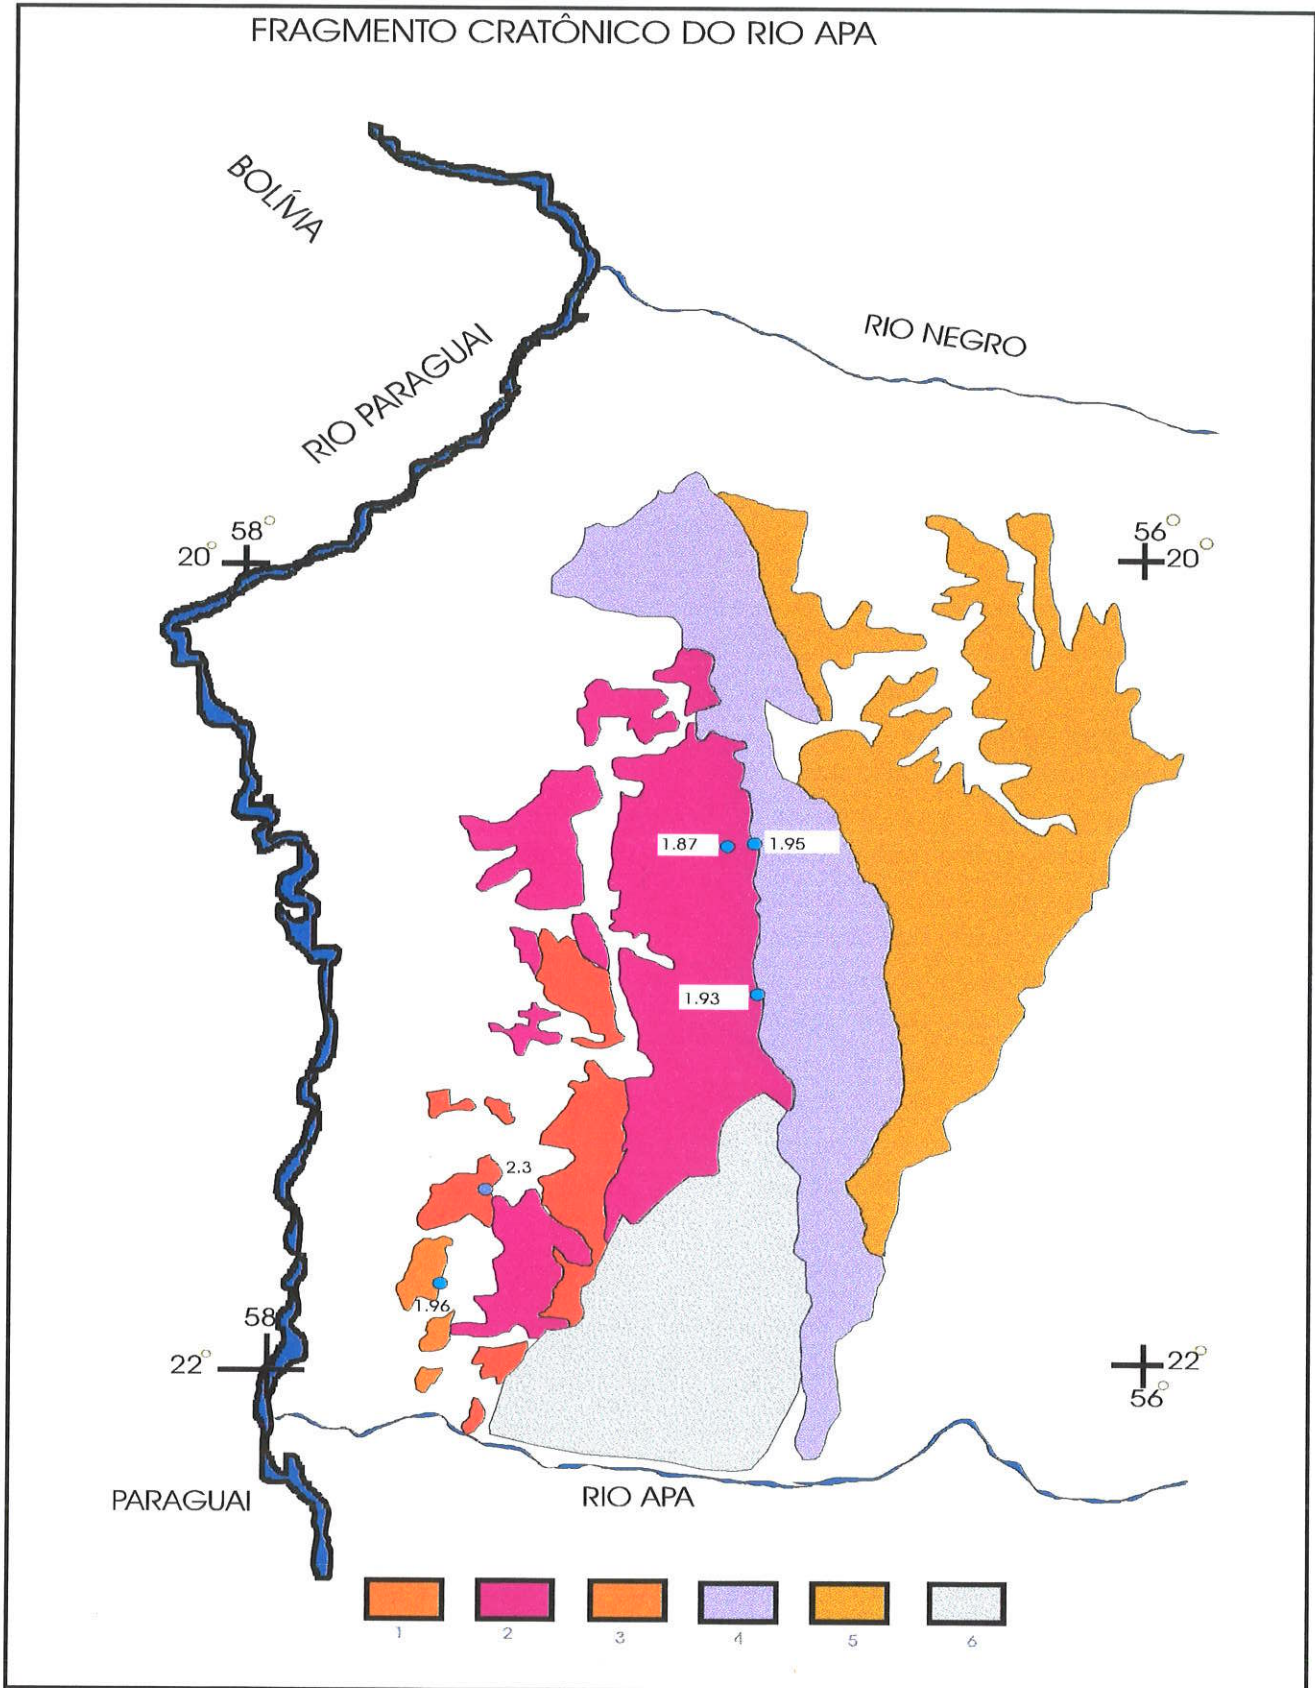 FRAGMENTO CRATÔNICO DO RIO APA
BOLÍVIA
RIO NEGRO
RIO PARAGUAI
58°
20°
56°
20°
1.87
1.95
1.93
2.3
1.96
58
22°
22°
56°
PARAGUAI
RIO APA
1 2 3 4 5 6